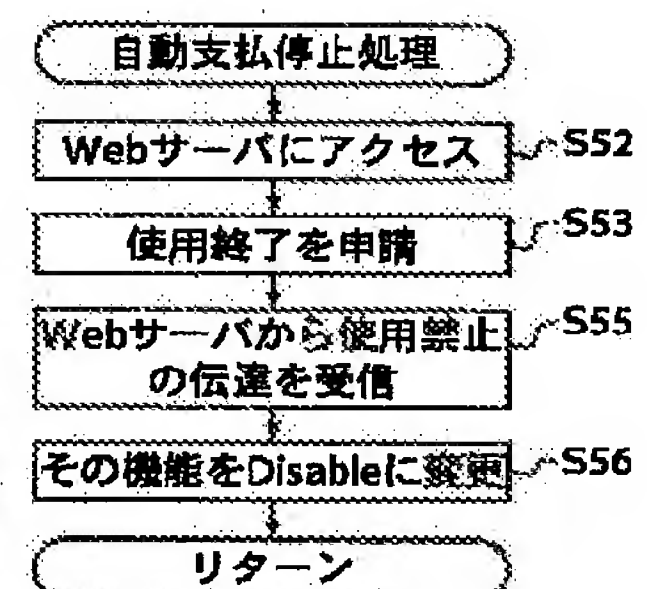 自動支払停止処理
Webサーバにアクセス S52
使用終了を申請 S53
Webサーバから使用禁止 S55
の伝達を受信
その機能をDisableに変更 S56
リターン